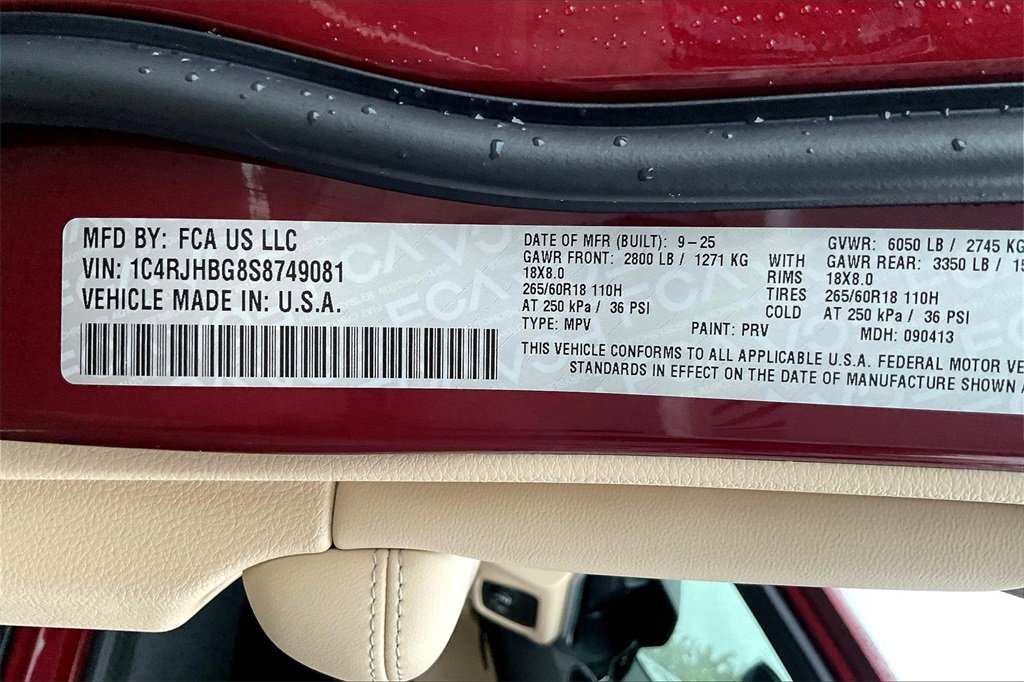 MFD BY: FCA US LLC
VIN: 1C4RJHBG8S8749081
VEHICLE MADE IN: U.S.A.
DATE OF MFR (BUILT): 9-25 GVWR: 6050 LB / 2745 KG
GAWR FRONT: 2800 LB / 1271 KG WITH GAWR REAR: 3350 LB /
18X8.0 RIMS 18X8.0
265/60R18 110H TIRES 265/60R18 110H
AT 250 kPa / 36 PSI COLD AT 250 kPa / 36 PSI
TYPE: MPV PAINT: PRV MDH: 090413
THIS VEHICLE CONFORMS TO ALL APPLICABLE U.S.A. FEDERAL MOTOR
STANDARDS IN EFFECT ON THE DATE OF MANUFACTURE SHOWN